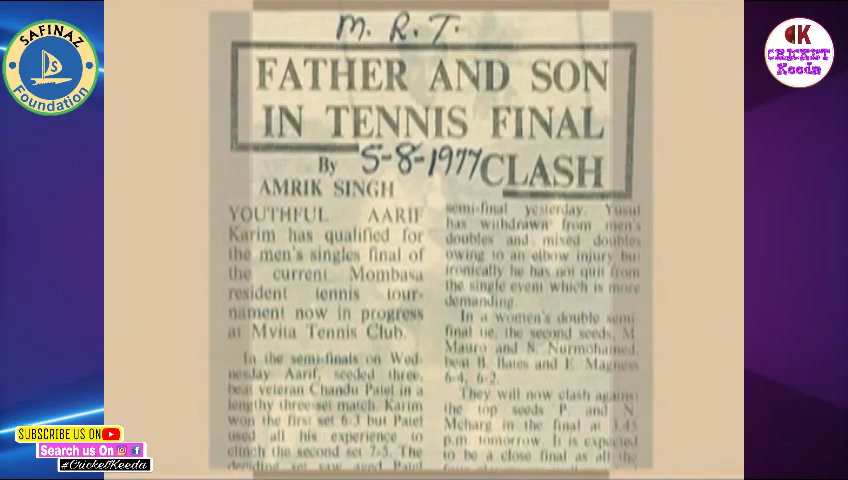 SAFINAZ
Foundation
CRICKET
Keeda
M. R. T.
FATHER AND SON
IN TENNIS FINAL
CLASH
By 5-8-1977
AMRIK SINGH
YOUTHFUL AARIF
Karim has qualified for
the men's singles final of
the current Mombasa
resident tennis tour-
nament now in progress
at Mvita Tennis Club.
In the semi-finals on Wed-
nesday Aarif, seeded three,
beat veteran Chandu Patel in a
lengthy three-set match. Karim
won the first set 6-3 but Patel
used all his experience to
clinch the second set 7-5. The
deciding set saw aged Patel
semi-final yesterday. Yusuf
has withdrawn from men's
doubles and mixed doubles
owing to an elbow injury but
ironically he has not quit from
the single event which is more
demanding.
In a women's double semi-
final tie, the second seeds, M.
Mauro and S. Nurmohamed,
beat B. Bates and E. Magness
6-4, 6-2.
They will now clash against
the top seeds P. and N.
Mcharg in the final at 3.45
p.m. tomorrow. It is expected
to be a close final as all the
SUBSCRIBE US ON
Search us On
#CricketKeeda